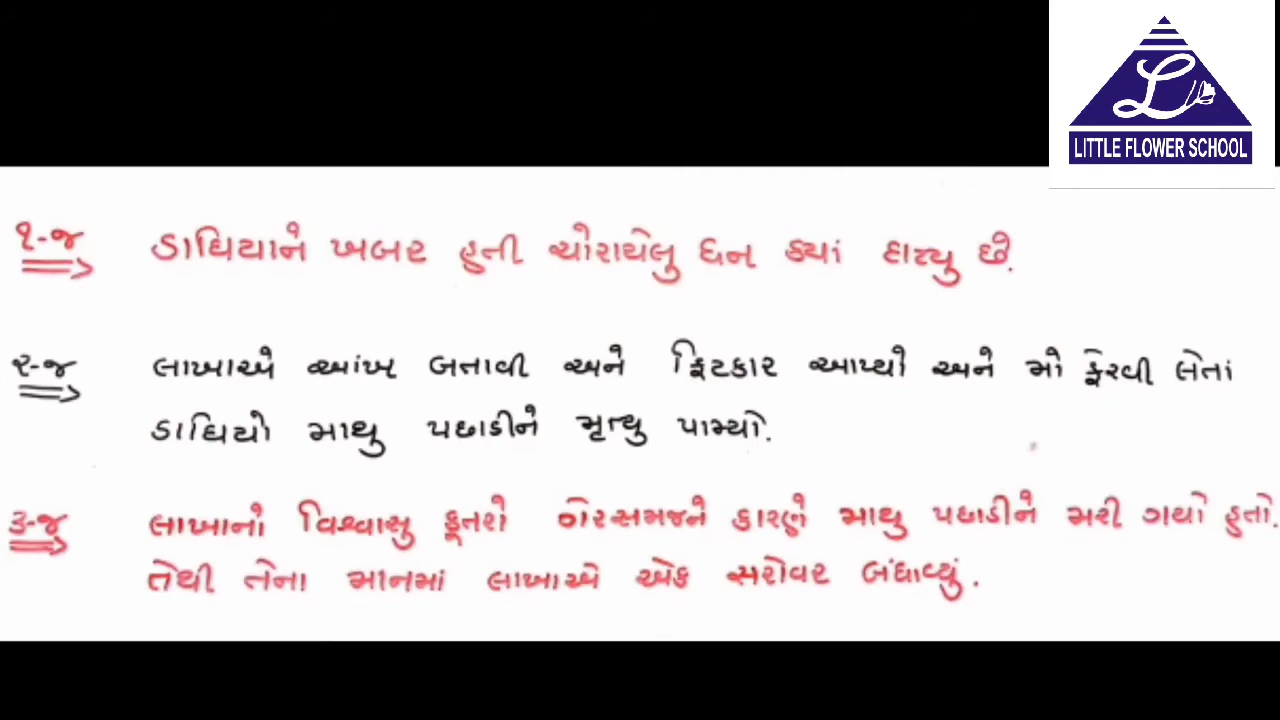 LITTLE FLOWER SCHOOL
૧-જ ડાઘિયાને ખબર હતી ચોરાયેલુ ધન ક્યાં દાટ્યુ છે.
૨-જ લાખાએ આંખ બતાવી અને ફિટકાર આપ્યો અને મો ફેરવી લેતાં
ડાઘિયો માથુ પછાડીને મૃત્યુ પામ્યો.
૩-જ લાખાનો વિશ્વાસુ કૂતરો ગેરસમજને કારણે માથુ પછાડીને મરી ગયો હતો.
તેથી તેના માનમાં લાખાએ એક સરોવર બંધાવ્યું.